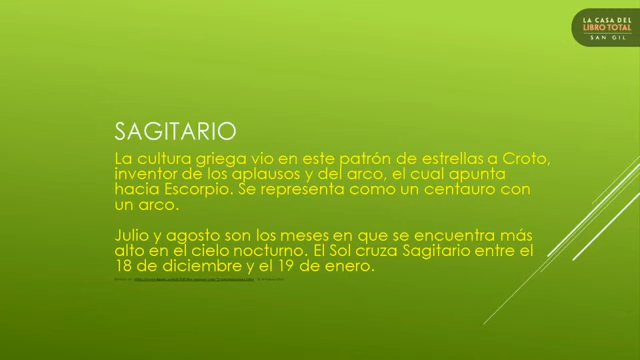 LA CASA DEL
LIBRO TOTAL
SAN GIL
SAGITARIO
La cultura griega vio en este patrón de estrellas a Croto,
inventor de los aplausos y del arco, el cual apunta
hacia Escorpio. Se representa como un centauro con
un arco.
Julio y agosto son los meses en que se encuentra más
alto en el cielo nocturno. El Sol cruza Sagitario entre el
18 de diciembre y el 19 de enero.